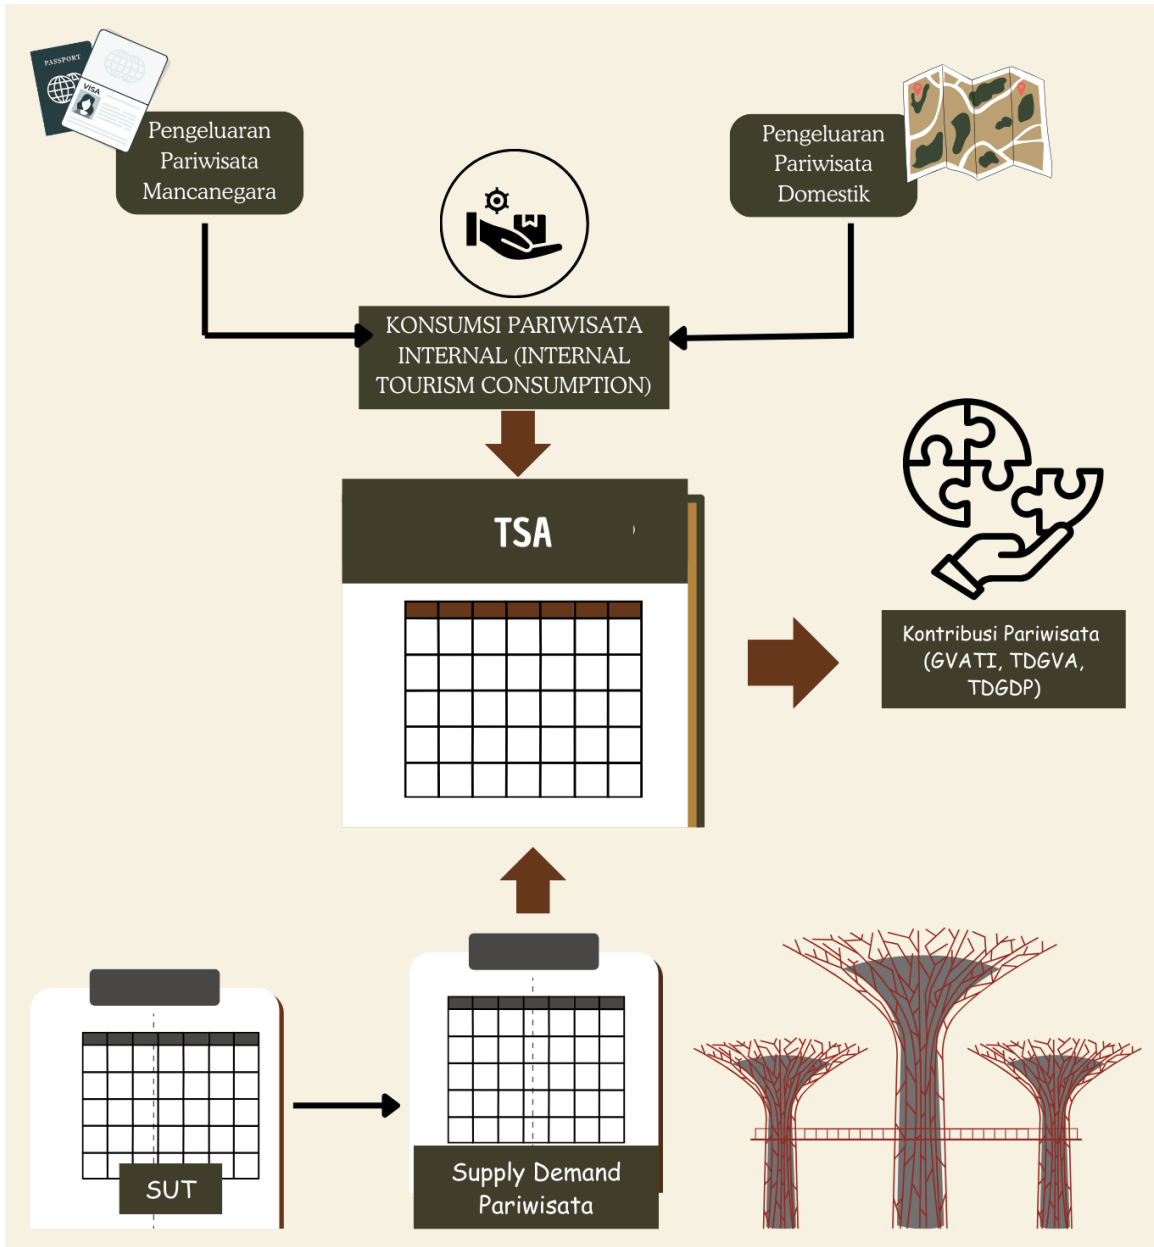 PASSPORT
VISA
Pengeluaran
Pariwisata
Mancanegara
Pengeluaran
Pariwisata
Domestik
KONSUMSI PARIWISATA
INTERNAL (INTERNAL
TOURISM CONSUMPTION)
TSA
Kontribusi Pariwisata
(GVATI, TDGVA,
TDGDP)
SUT
Supply Demand
Pariwisata